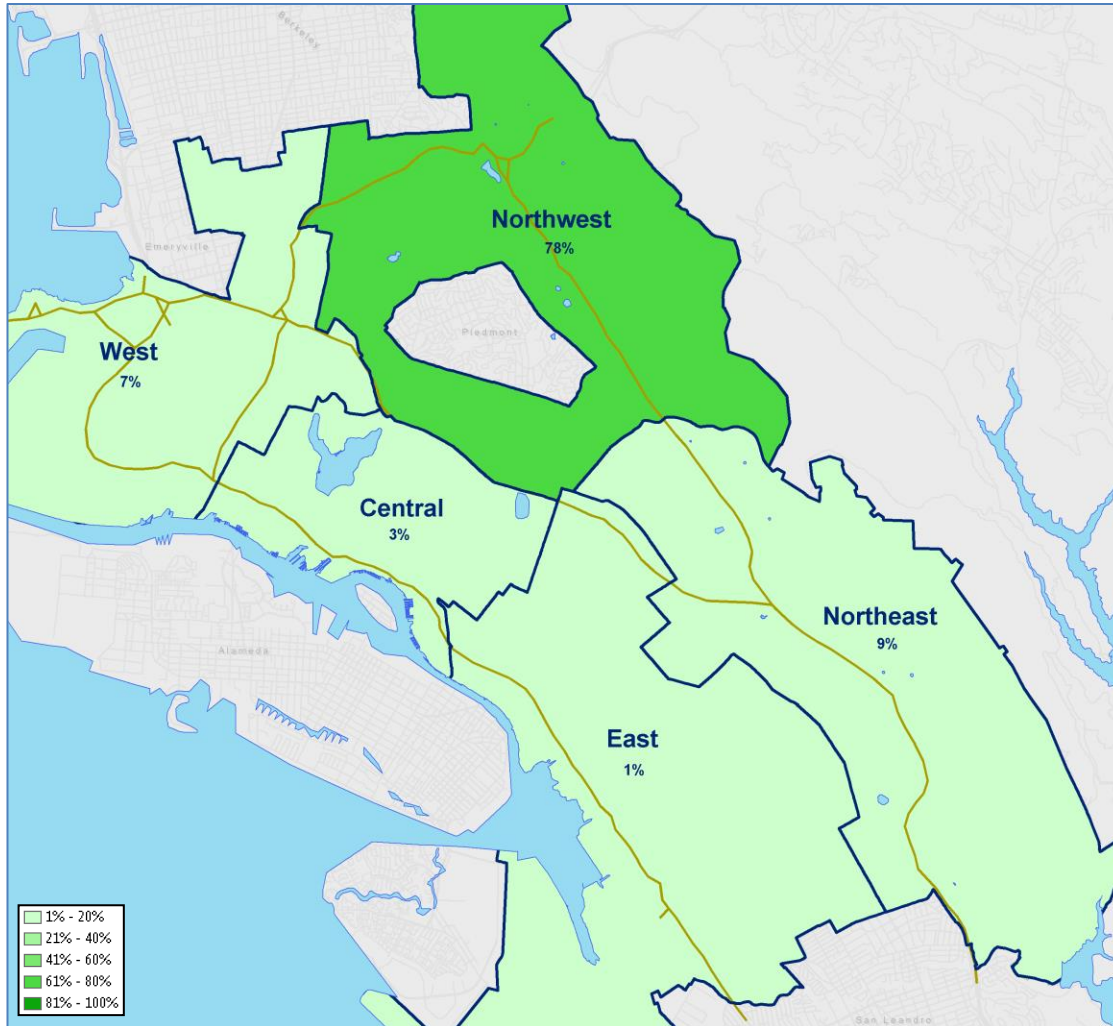 Berkeley
Northwest
78%
Emeryville
Piedmont
West
7%
Central
3%
Northeast
9%
Alameda
East
1%
1% - 20%
21% - 40%
41% - 60%
61% - 80%
81% - 100%
San Leandro